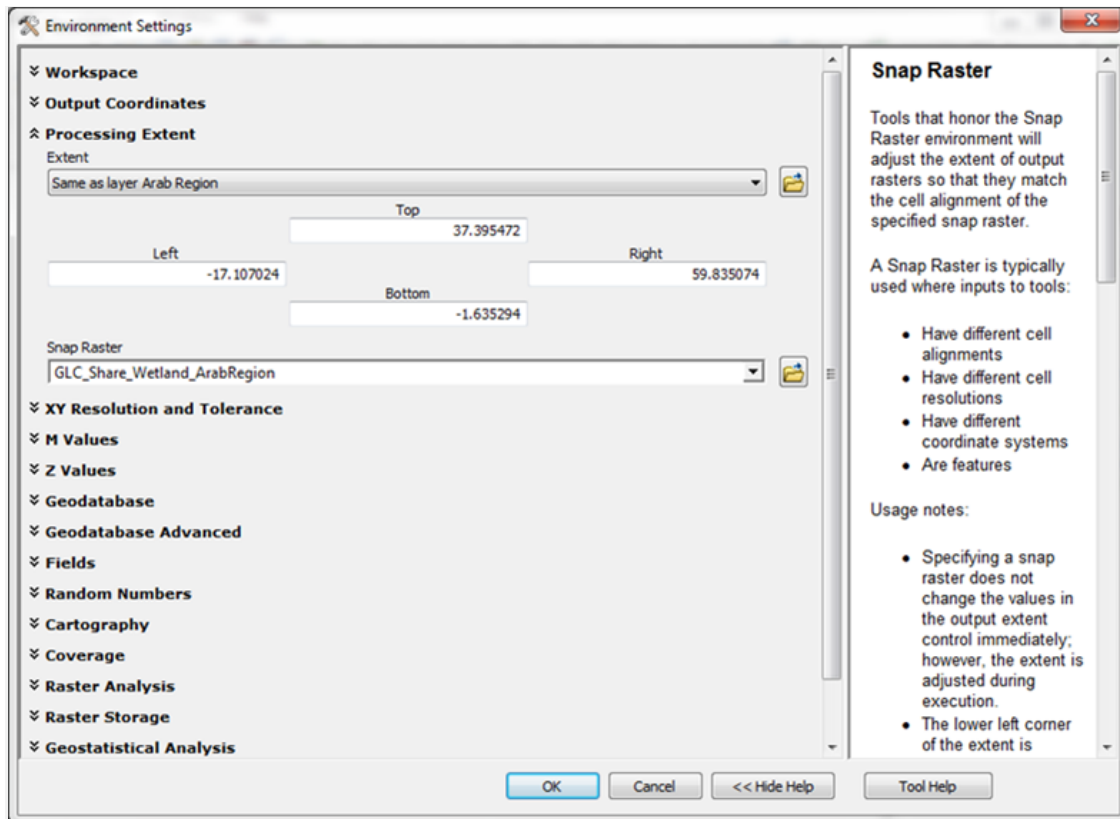 Environment Settings
Workspace
Output Coordinates
Processing Extent
Extent
Same as layer Arab Region
Top
37.395472
Left
Right
-17.107024
59.835074
Bottom
-1.635294
Snap Raster
GLC_Share_Wetland_ArabRegion
XY Resolution and Tolerance
M Values
Z Values
Geodatabase
Geodatabase Advanced
Fields
Random Numbers
Cartography
Coverage
Raster Analysis
Raster Storage
Geostatistical Analysis
Snap Raster
Tools that honor the Snap
Raster environment will
adjust the extent of output
rasters so that they match
the cell alignment of the
specified snap raster.
A Snap Raster is typically
used where inputs to tools:
• Have different cell
alignments
• Have different cell
resolutions
• Have different
coordinate systems
• Are features
Usage notes:
• Specifying a snap
raster does not
change the values in
the output extent
control immediately;
however, the extent is
adjusted during
execution.
• The lower left corner
of the extent is
OK
Cancel
<< Hide Help
Tool Help